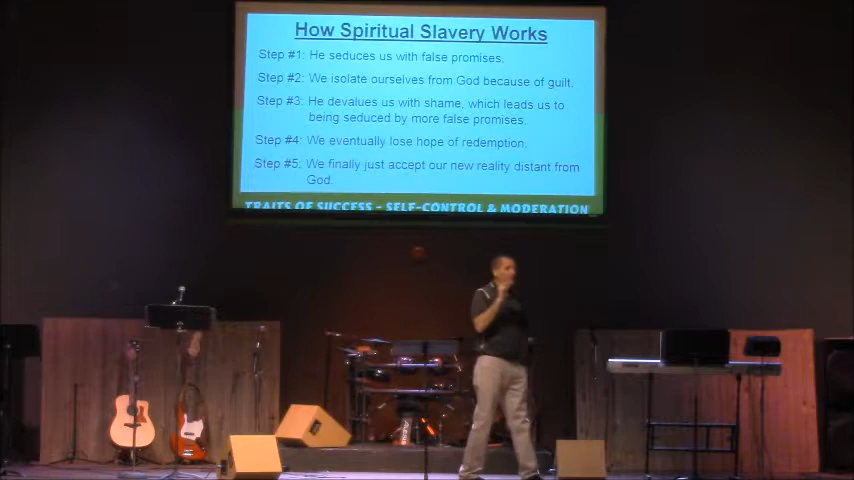 How Spiritual Slavery Works
Step #1: He seduces us with false promises.
Step #2: We isolate ourselves from God because of guilt.
Step #3: He devalues us with shame, which leads us to
being seduced by more false promises.
Step #4: We eventually lose hope of redemption.
Step #5: We finally just accept our new reality distant from
God.
TRAITS OF SUCCESS - SELF-CONTROL & MODERATION